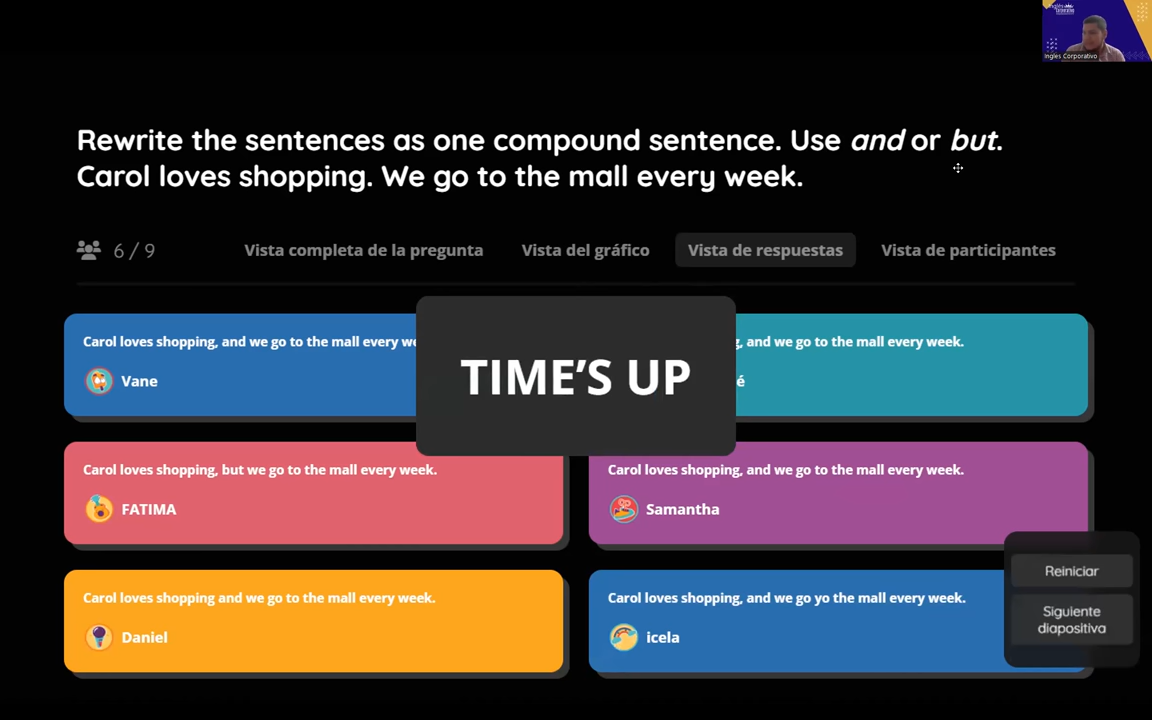 Inglés
Corporativo
Ingles Corporativo
Rewrite the sentences as one compound sentence. Use and or but.
Carol loves shopping. We go to the mall every week.
6 / 9
Vista completa de la pregunta
Vista del gráfico
Vista de respuestas
Vista de participantes
Carol loves shopping, and we go to the mall every we
Vane
g, and we go to the mall every week.
é
TIME'S UP
Carol loves shopping, but we go to the mall every week.
FATIMA
Carol loves shopping, and we go to the mall every week.
Samantha
Carol loves shopping and we go to the mall every week.
Daniel
Carol loves shopping, and we go yo the mall every week.
icela
Reiniciar
Siguiente
diapositiva